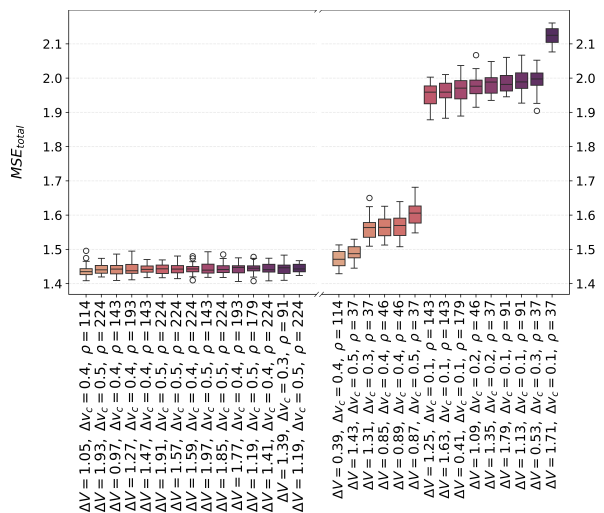 2.1
2.0
1.9
1.8
1.7
1.6
1.5
1.4
MSE_total
2.1
2.0
1.9
1.8
1.7
1.6
1.5
1.4
ΔV = 1.05, Δv_c = 0.4, ρ = 114
ΔV = 1.93, Δv_c = 0.5, ρ = 224
ΔV = 0.97, Δv_c = 0.4, ρ = 143
ΔV = 1.27, Δv_c = 0.4, ρ = 193
ΔV = 1.47, Δv_c = 0.4, ρ = 143
ΔV = 1.91, Δv_c = 0.5, ρ = 224
ΔV = 1.57, Δv_c = 0.5, ρ = 224
ΔV = 1.59, Δv_c = 0.4, ρ = 224
ΔV = 1.97, Δv_c = 0.5, ρ = 143
ΔV = 1.85, Δv_c = 0.5, ρ = 224
ΔV = 1.77, Δv_c = 0.4, ρ = 193
ΔV = 1.19, Δv_c = 0.5, ρ = 179
ΔV = 1.41, Δv_c = 0.4, ρ = 224
ΔV = 1.39, Δv_c = 0.3, ρ = 91
ΔV = 1.19, Δv_c = 0.5, ρ = 224
ΔV = 0.39, Δv_c = 0.4, ρ = 114
ΔV = 1.43, Δv_c = 0.5, ρ = 37
ΔV = 1.31, Δv_c = 0.3, ρ = 37
ΔV = 0.85, Δv_c = 0.4, ρ = 46
ΔV = 0.89, Δv_c = 0.4, ρ = 46
ΔV = 0.87, Δv_c = 0.5, ρ = 37
ΔV = 1.25, Δv_c = 0.1, ρ = 143
ΔV = 1.63, Δv_c = 0.1, ρ = 143
ΔV = 0.41, Δv_c = 0.1, ρ = 179
ΔV = 1.09, Δv_c = 0.2, ρ = 46
ΔV = 1.35, Δv_c = 0.2, ρ = 37
ΔV = 1.79, Δv_c = 0.1, ρ = 91
ΔV = 1.13, Δv_c = 0.1, ρ = 91
ΔV = 0.53, Δv_c = 0.3, ρ = 37
ΔV = 1.71, Δv_c = 0.1, ρ = 37